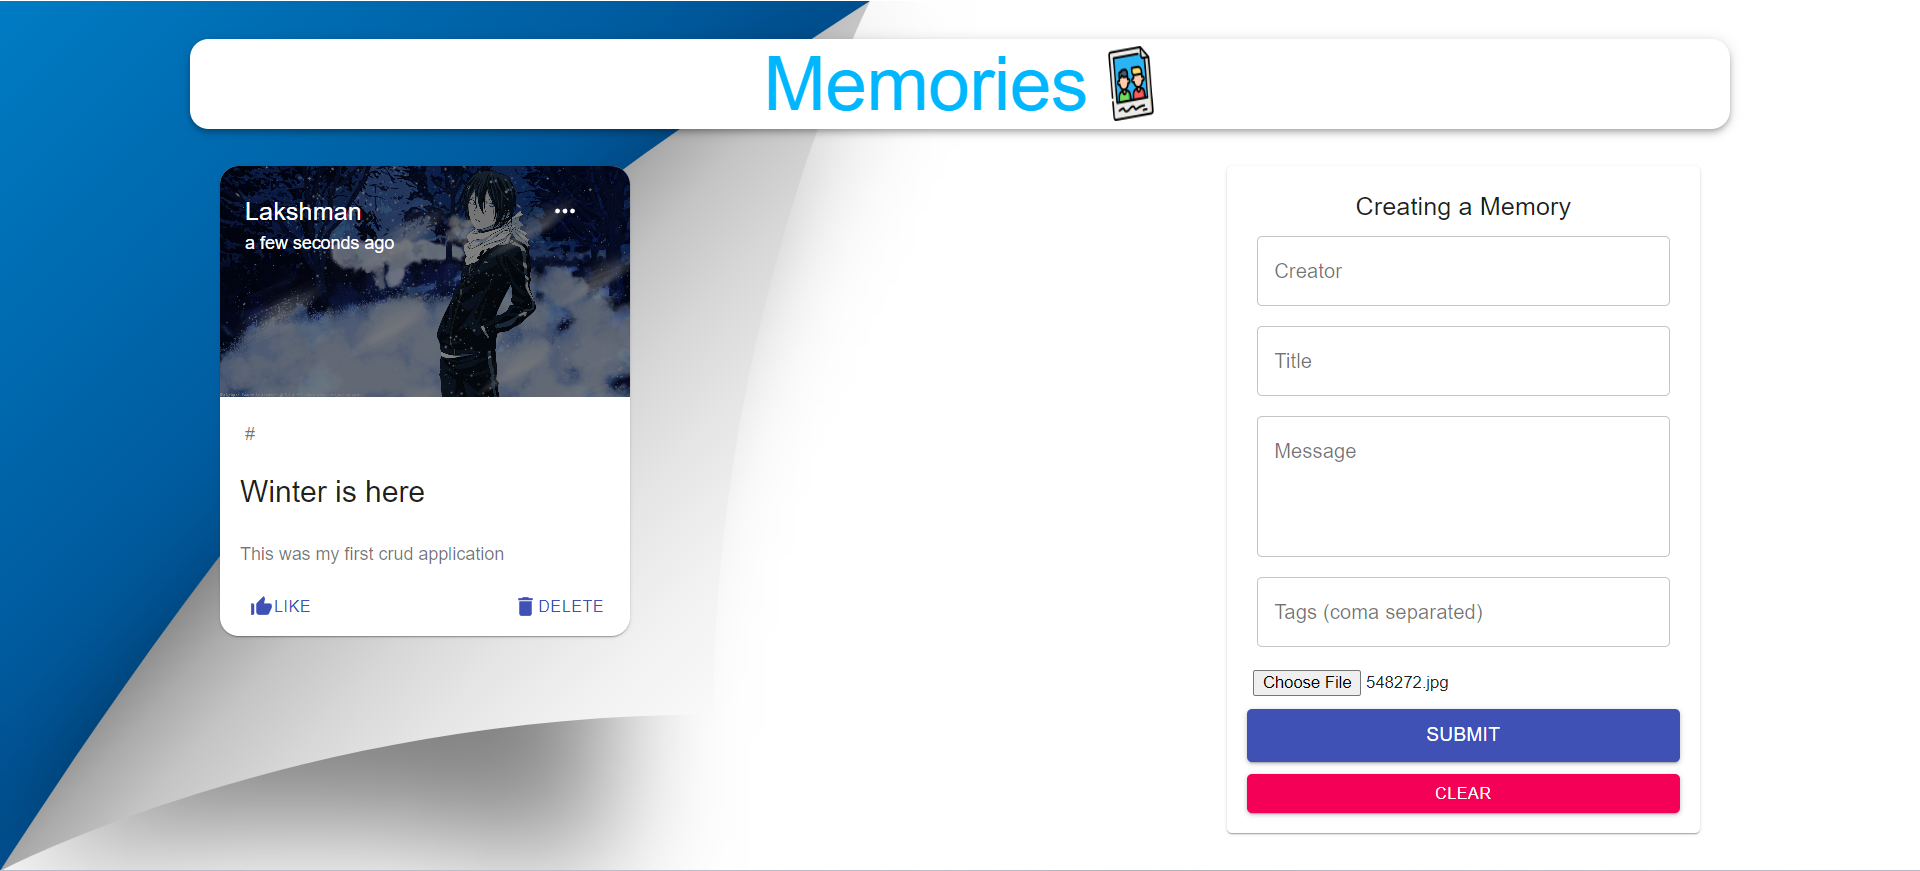 Memories
Lakshman
a few seconds ago
#
Winter is here
This was my first crud application
LIKE
DELETE
Creating a Memory
Creator
Title
Message
Tags (coma separated)
Choose File 548272.jpg
SUBMIT
CLEAR